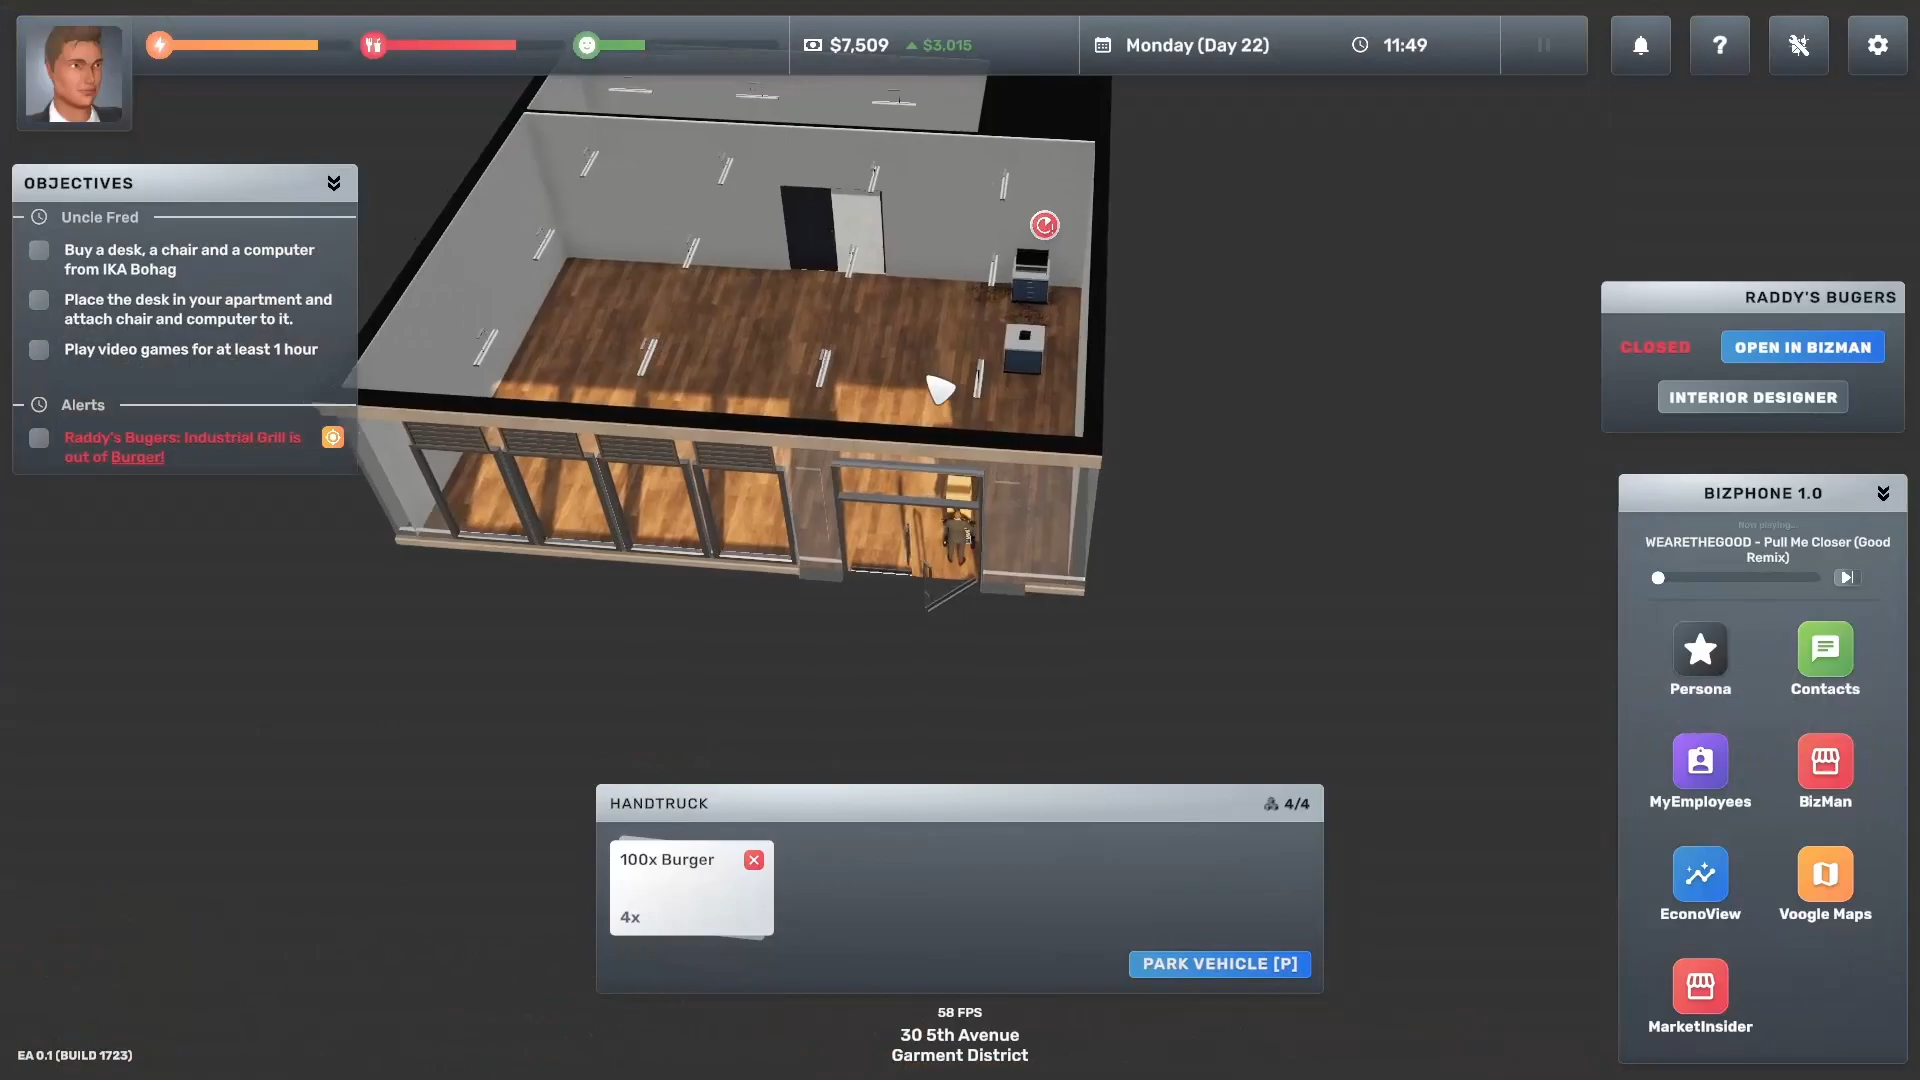 $7,509
$3,015
Monday (Day 22)
11:49
?
OBJECTIVES
Uncle Fred
Buy a desk, a chair and a computer
from IKA Bohag
Place the desk in your apartment and
attach chair and computer to it.
Play video games for at least 1 hour
Alerts
Raddy's Bugers: Industrial Grill is
out of Burger!
RADDY'S BUGERS
CLOSED
OPEN IN BIZMAN
INTERIOR DESIGNER
BIZPHONE 1.0
Now playing...
WEARETHEGOOD - Pull Me Closer (Good
Remix)
Persona
Contacts
MyEmployees
BizMan
EconoView
Voogle Maps
MarketInsider
HANDTRUCK
4/4
100x Burger
4x
PARK VEHICLE [P]
58 FPS
30 5th Avenue
Garment District
EA 0.1 (BUILD 1723)